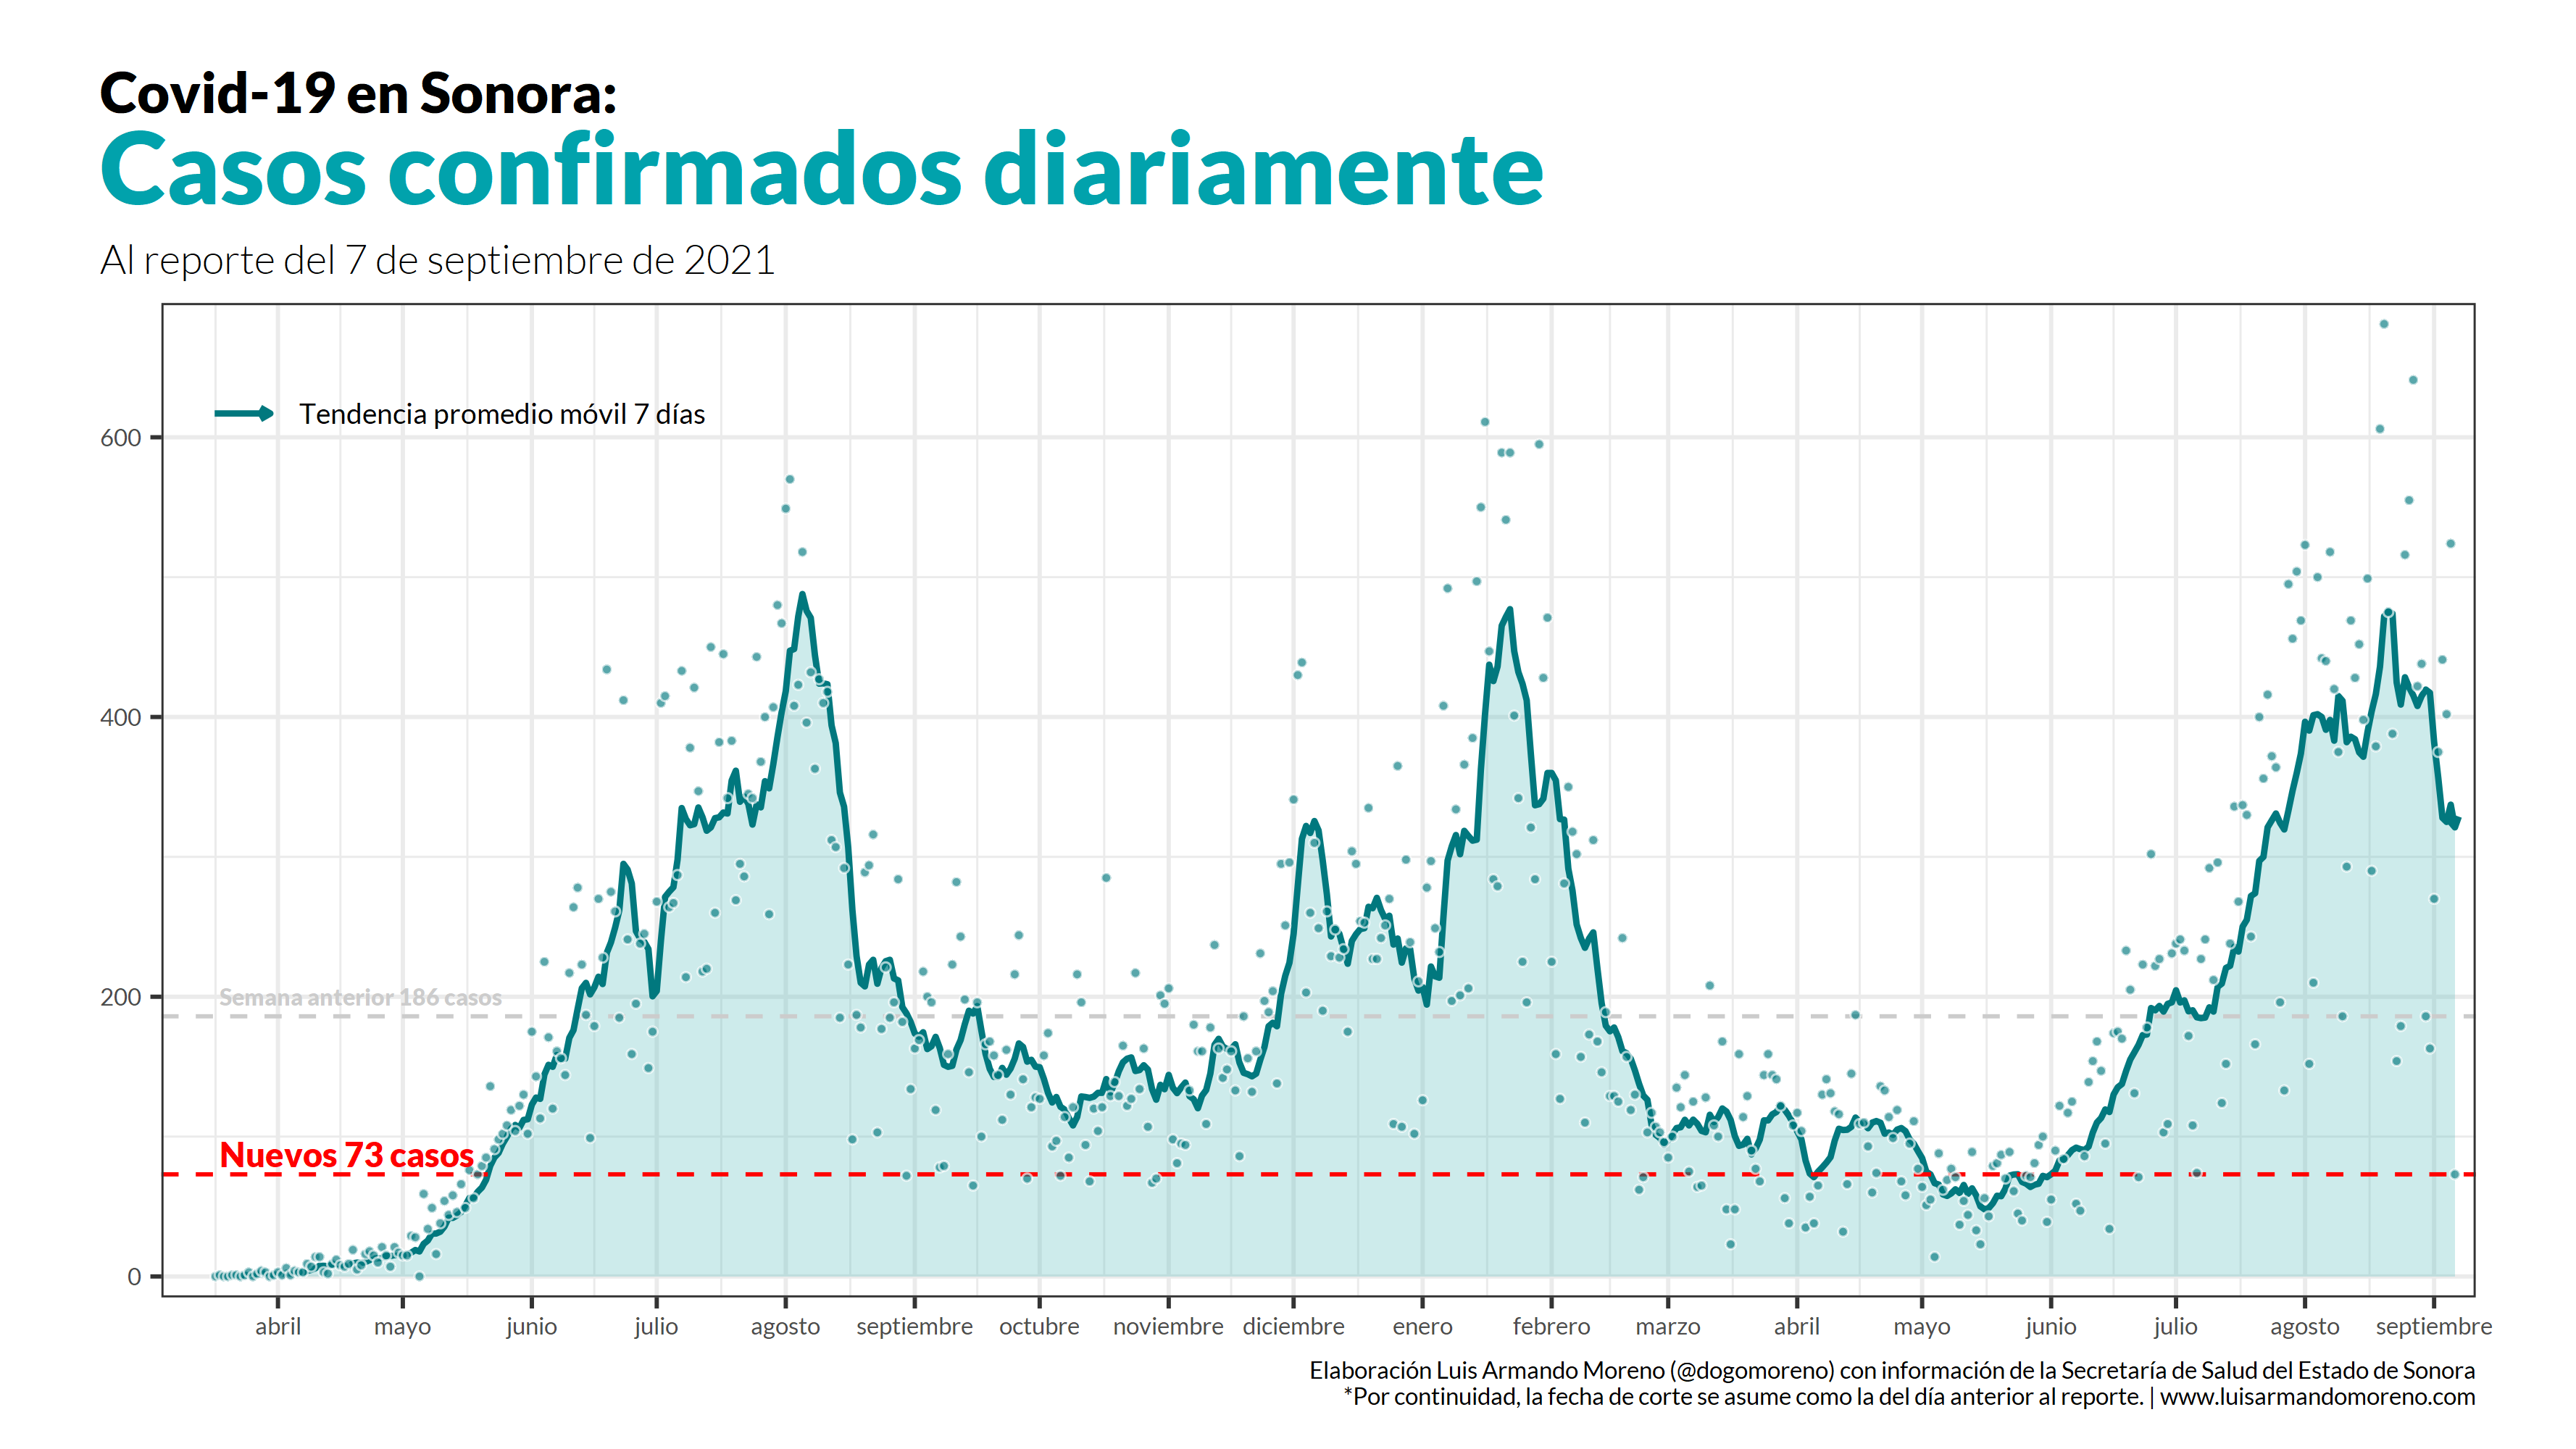 Covid-19 en Sonora:
Casos confirmados diariamente
Al reporte del 7 de septiembre de 2021
Tendencia promedio móvil 7 días
600
400
200
0
Semana anterior 186 casos
Nuevos 73 casos
abril mayo junio julio agosto septiembre octubre noviembre diciembre enero febrero marzo abril mayo junio julio agosto septiembre
Elaboración Luis Armando Moreno (@dogomoreno) con información de la Secretaría de Salud del Estado de Sonora
*Por continuidad, la fecha de corte se asume como la del día anterior al reporte. | www.luisarmandomoreno.com